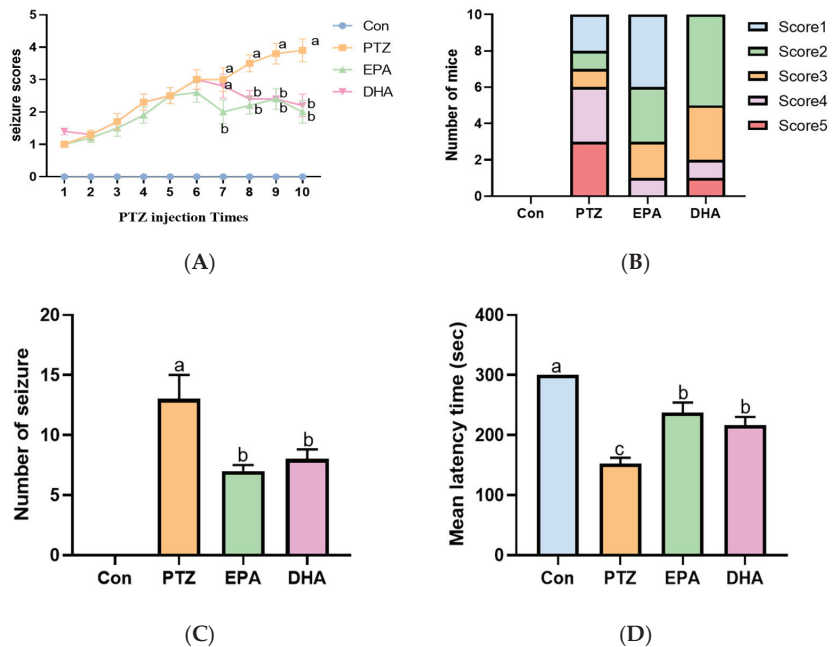 5
4
3
2
1
0
seizure scores
1 2 3 4 5 6 7 8 9 10
PTZ injection Times
a
a
a
a
a
b
b
b
b
b
b
b
Con
PTZ
EPA
DHA
(A)
10
8
6
4
2
0
Number of mice
Con PTZ EPA DHA
Score1
Score2
Score3
Score4
Score5
(B)
20
15
10
5
0
Number of seizure
a
b
b
Con PTZ EPA DHA
(C)
400
300
200
100
0
Mean latency time (sec)
a
c
b
b
Con PTZ EPA DHA
(D)